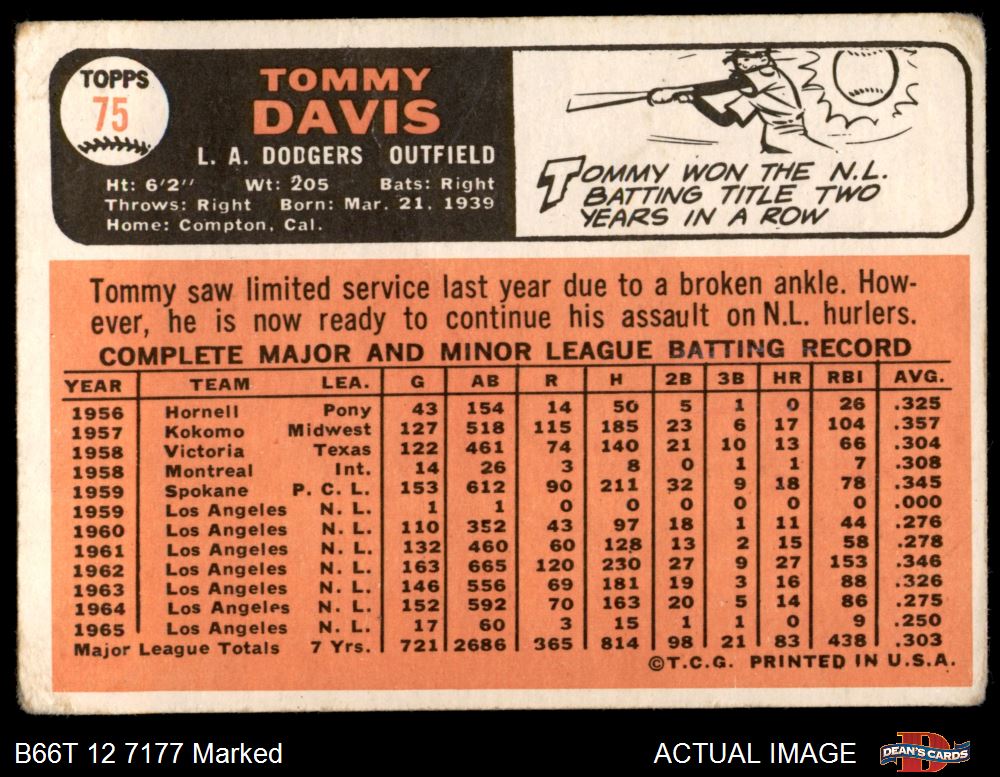 TOPPS
75
TOMMY
DAVIS
L. A. DODGERS OUTFIELD
Ht: 6'2" Wt: 205 Bats: Right
Throws: Right Born: Mar. 21, 1939
Home: Compton, Cal.
TOMMY WON THE N.L.
BATTING TITLE TWO
YEARS IN A ROW
Tommy saw limited service last year due to a broken ankle. How-
ever, he is now ready to continue his assault on N.L. hurlers.
COMPLETE MAJOR AND MINOR LEAGUE BATTING RECORD
YEAR TEAM LEA. G AB R H 2B 3B HR RBI AVG.
1956 Hornell Pony 43 154 14 50 5 1 0 26 .325
1957 Kokomo Midwest 127 518 115 185 23 6 17 104 .357
1958 Victoria Texas 122 461 74 140 21 10 13 66 .304
1958 Montreal Int. 14 26 3 8 0 1 1 7 .308
1959 Spokane P. C. L. 153 612 90 211 32 9 18 78 .345
1959 Los Angeles N. L. 1 1 0 0 0 0 0 0 .000
1960 Los Angeles N. L. 110 352 43 97 18 1 11 44 .276
1961 Los Angeles N. L. 132 460 60 128 13 2 15 58 .278
1962 Los Angeles N. L. 163 665 120 230 27 9 27 153 .346
1963 Los Angeles N. L. 146 556 69 181 19 3 16 88 .326
1964 Los Angeles N. L. 152 592 70 163 20 5 14 86 .275
1965 Los Angeles N. L. 17 60 3 15 1 1 0 9 .250
Major League Totals 7 Yrs. 721 2686 365 814 98 21 83 438 .303
©T.C.G. PRINTED IN U.S.A.
B66T 12 7177 Marked
ACTUAL IMAGE
DEAN'S CARDS